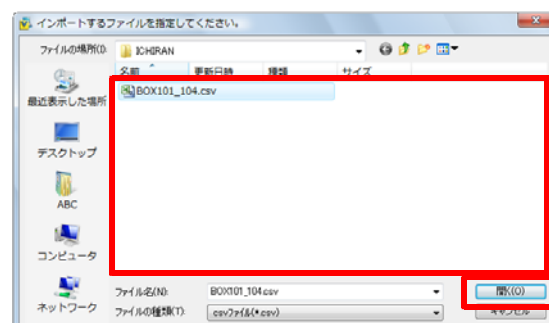 インポートするファイルを指定してください。
ファイルの場所(I):
ICHIRAN
名前
更新日時
種類
サイズ
最近表示した場所
BOX101_104.csv
デスクトップ
ABC
コンピュータ
ネットワーク
ファイル名(N):
BOX101_104.csv
開く(O)
ファイルの種類(T):
csvファイル(*.csv)
キャンセル